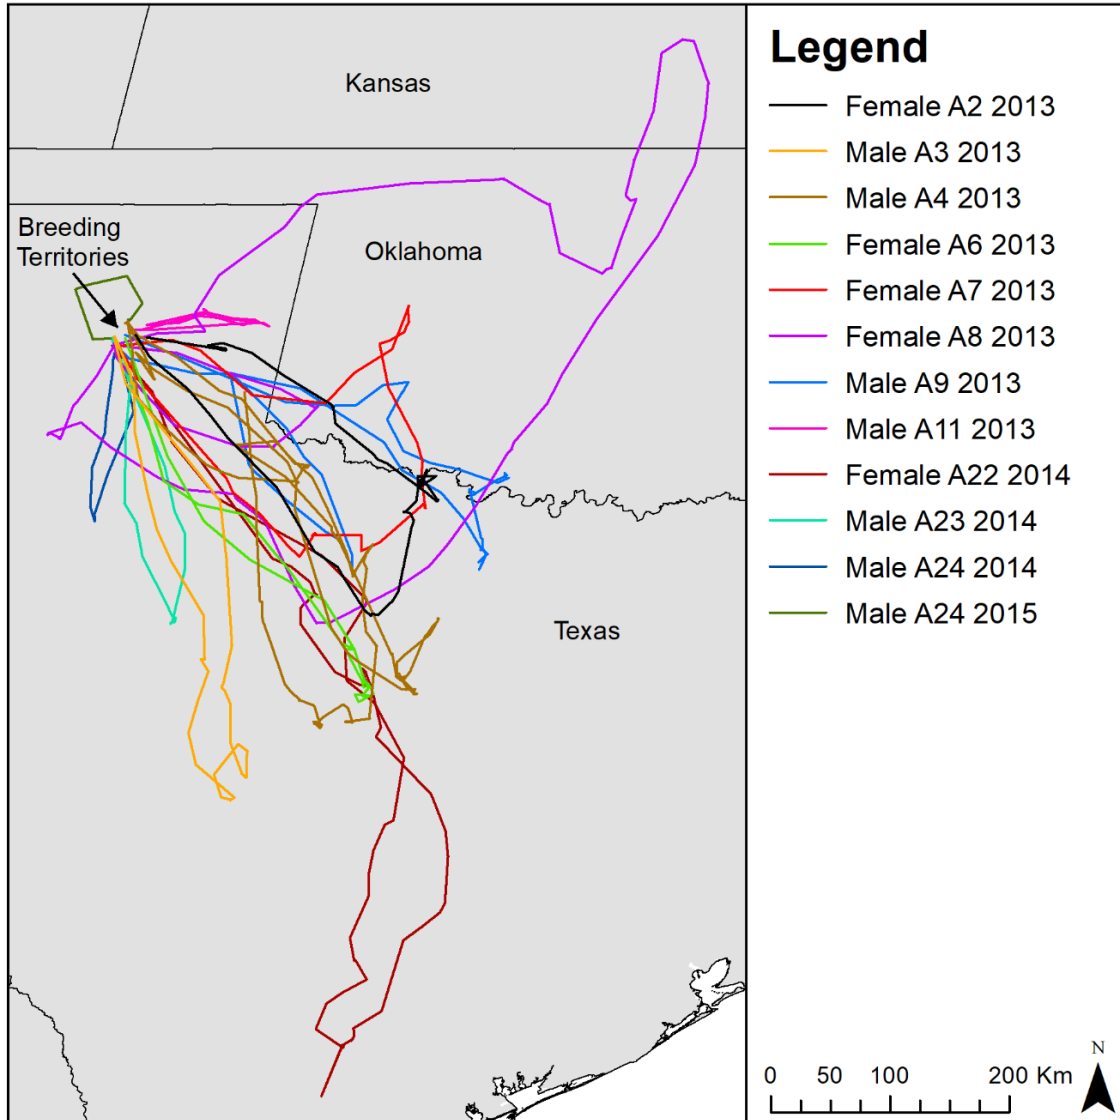 Kansas
Breeding
Territories
Oklahoma
Texas
Legend
Female A2 2013
Male A3 2013
Male A4 2013
Female A6 2013
Female A7 2013
Female A8 2013
Male A9 2013
Male A11 2013
Female A22 2014
Male A23 2014
Male A24 2014
Male A24 2015
N
0 50 100 200 Km